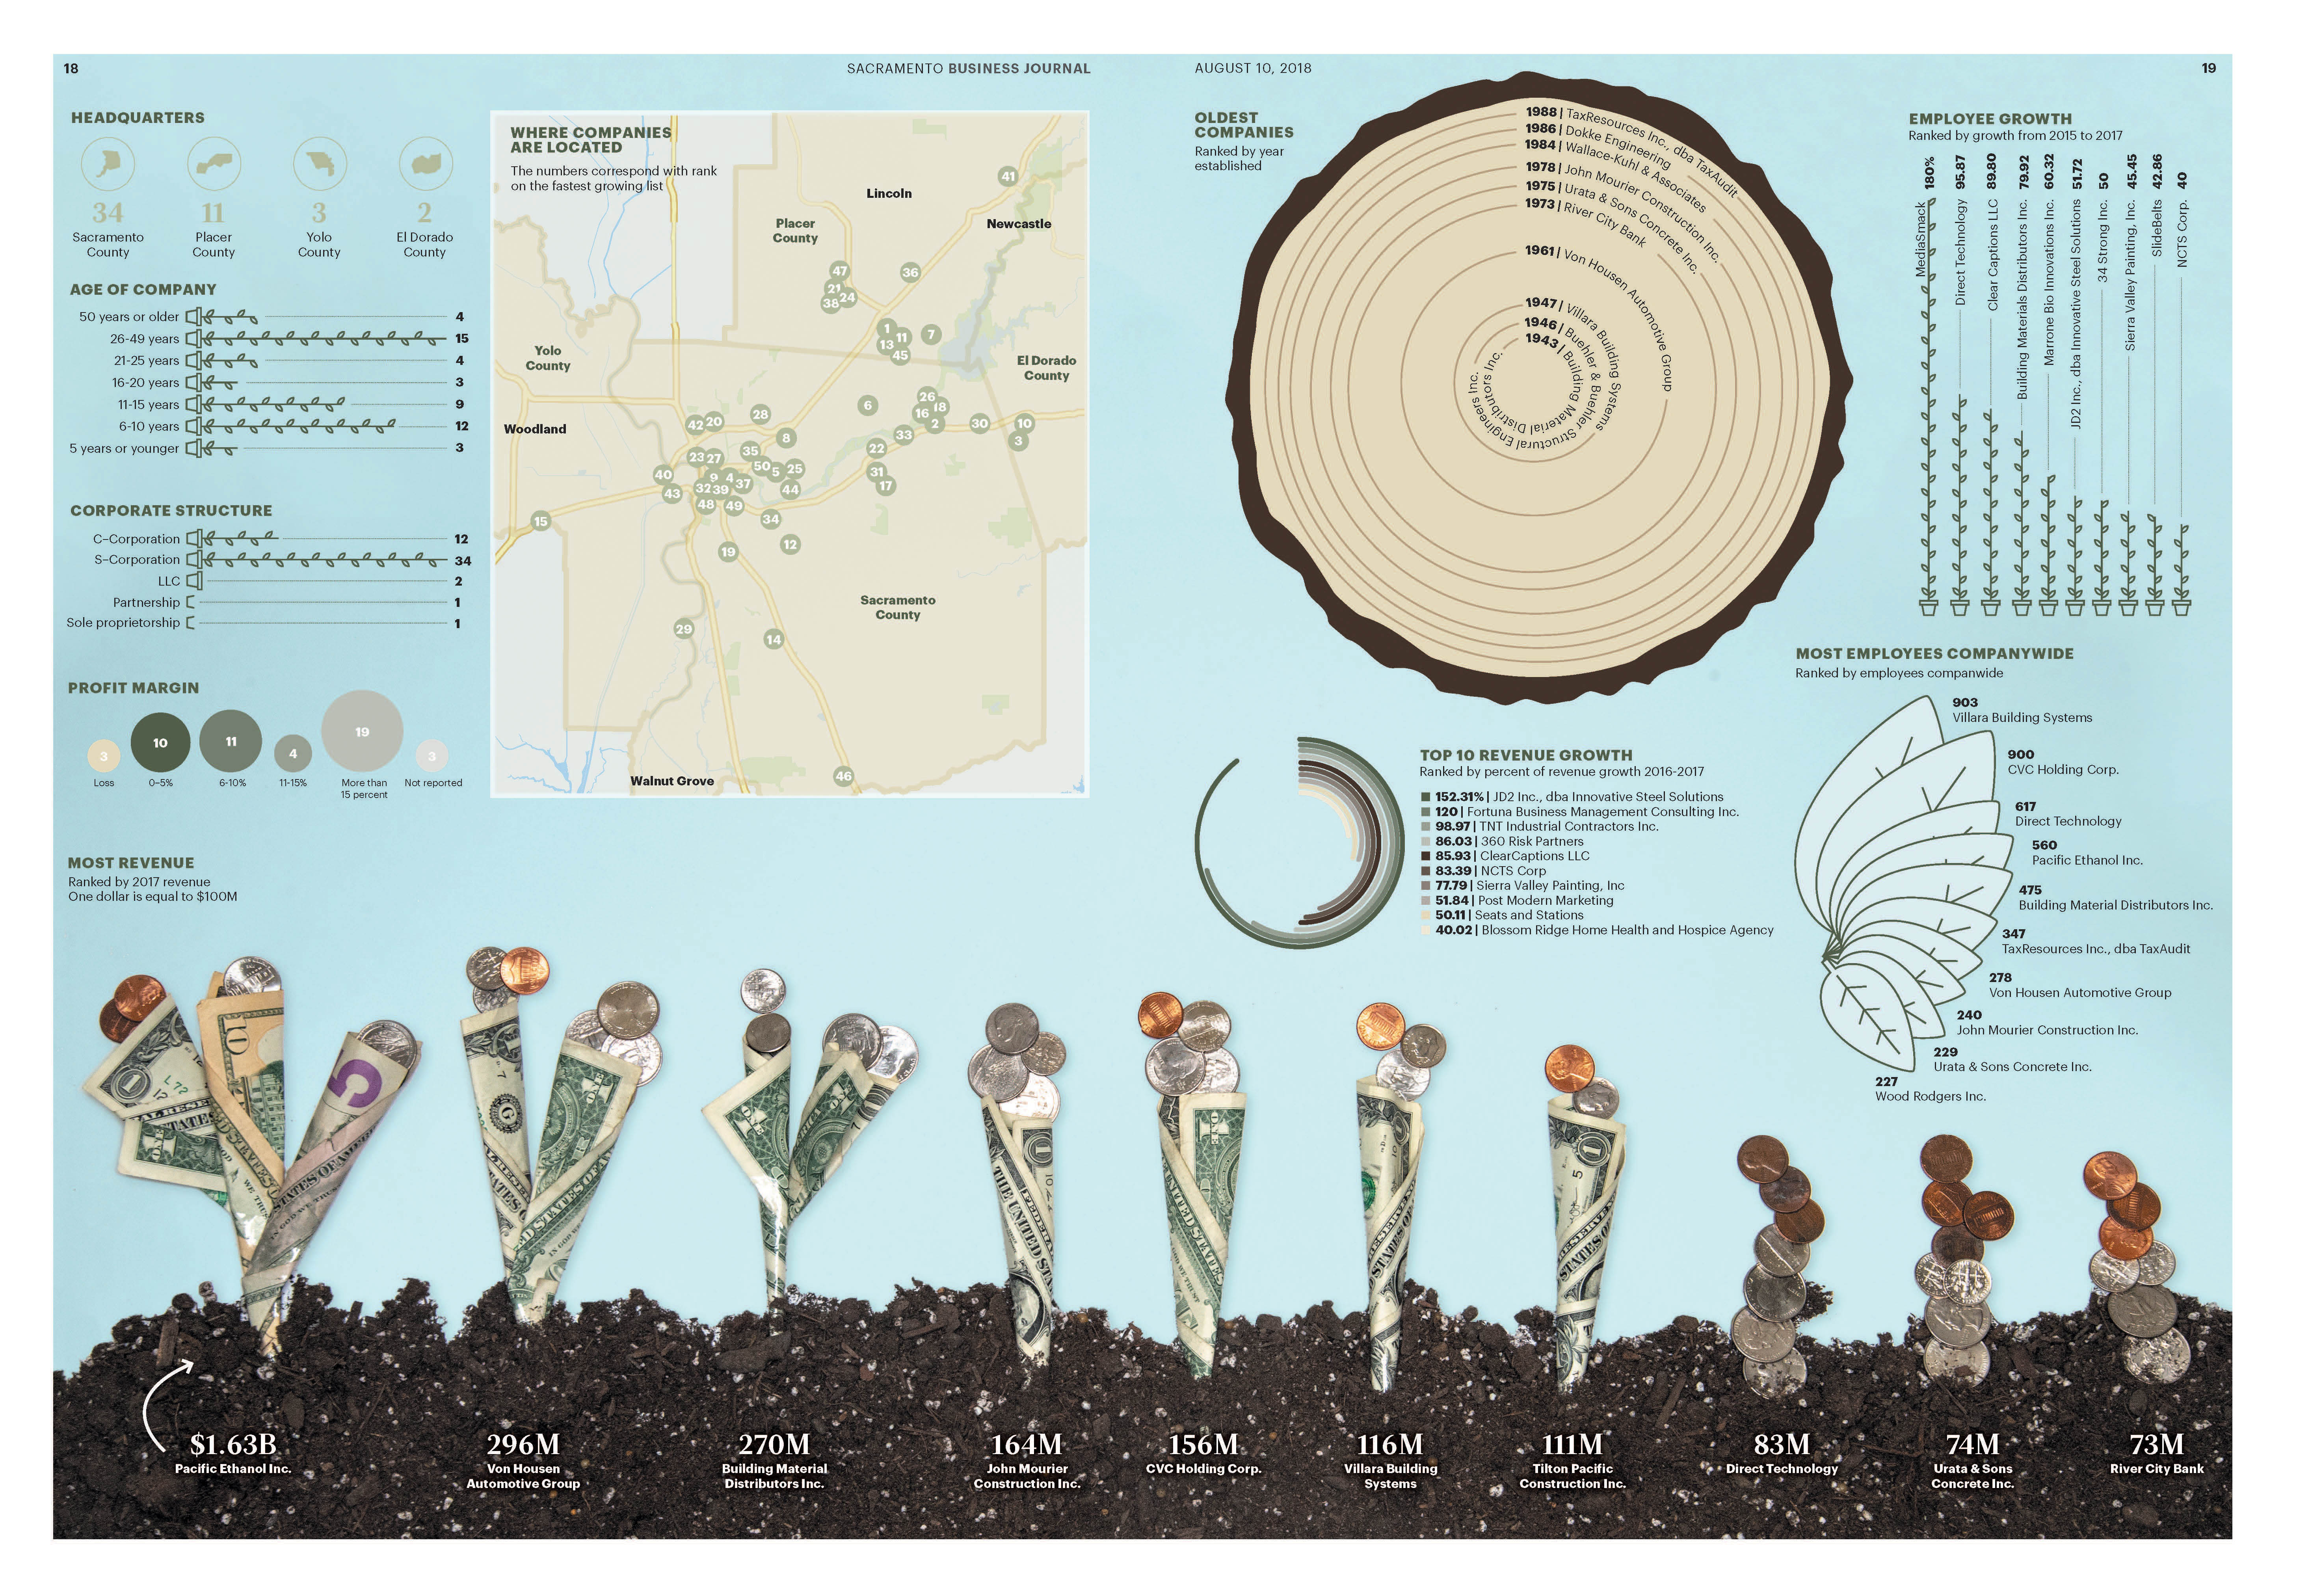 18
SACRAMENTO BUSINESS JOURNAL
AUGUST 10, 2018
19
HEADQUARTERS
34
Sacramento
County
11
Placer
County
3
Yolo
County
2
El Dorado
County
AGE OF COMPANY
50 years or older 4
26-49 years 15
21-25 years 4
16-20 years 3
11-15 years 9
6-10 years 12
5 years or younger 3
CORPORATE STRUCTURE
C-Corporation 12
S-Corporation 34
LLC 2
Partnership 1
Sole proprietorship 1
PROFIT MARGIN
3
Loss
10
0-5%
11
6-10%
4
11-15%
19
More than
15 percent
3
Not reported
WHERE COMPANIES
ARE LOCATED
The numbers correspond with rank
on the fastest growing list
41
Lincoln
Placer
County
Newcastle
47
36
21
24
38
1
11
7
13
45
Yolo
County
El Dorado
County
26
6
18
16
28
42
20
2
30
10
Woodland
33
8
3
35
22
23
27
50
5
25
31
40
9
4
37
17
43
32
39
44
48
49
15
34
12
19
Sacramento
County
29
14
Walnut Grove
46
OLDEST
COMPANIES
Ranked by year
established
1988 | TaxResources Inc., dba TaxAudit
1986 | Dokke Engineering
1984 | Wallace-Kuhl & Associates
1978 | John Mourier Construction Inc.
1975 | Urata & Sons Concrete Inc.
1973 | River City Bank
1961 | Von Housen Automotive Group
1947 | Villara Building Systems
1946 | Buehler & Buehler Structural Engineers Inc.
1943 | Building Material Distributors Inc.
EMPLOYEE GROWTH
Ranked by growth from 2015 to 2017
MediaSmack 180%
Direct Technology 95.87
Clear Captions LLC 89.80
Building Materials Distributors Inc. 79.92
Marrone Bio Innovations Inc. 60.32
JD2 Inc., dba Innovative Steel Solutions 51.72
34 Strong Inc. 50
Sierra Valley Painting, Inc. 45.45
SlideBelts 42.86
NCTS Corp. 40
TOP 10 REVENUE GROWTH
Ranked by percent of revenue growth 2016-2017
152.31% | JD2 Inc., dba Innovative Steel Solutions
120 | Fortuna Business Management Consulting Inc.
98.97 | TNT Industrial Contractors Inc.
86.03 | 360 Risk Partners
85.93 | ClearCaptions LLC
83.39 | NCTS Corp
77.79 | Sierra Valley Painting, Inc
51.84 | Post Modern Marketing
50.11 | Seats and Stations
40.02 | Blossom Ridge Home Health and Hospice Agency
MOST EMPLOYEES COMPANYWIDE
Ranked by employees companwide
903
Villara Building Systems
900
CVC Holding Corp.
617
Direct Technology
560
Pacific Ethanol Inc.
475
Building Material Distributors Inc.
347
TaxResources Inc., dba TaxAudit
278
Von Housen Automotive Group
240
John Mourier Construction Inc.
229
Urata & Sons Concrete Inc.
227
Wood Rodgers Inc.
MOST REVENUE
Ranked by 2017 revenue
One dollar is equal to $100M
$1.63B
Pacific Ethanol Inc.
296M
Von Housen
Automotive Group
270M
Building Material
Distributors Inc.
164M
John Mourier
Construction Inc.
156M
CVC Holding Corp.
116M
Villara Building
Systems
111M
Tilton Pacific
Construction Inc.
83M
Direct Technology
74M
Urata & Sons
Concrete Inc.
73M
River City Bank